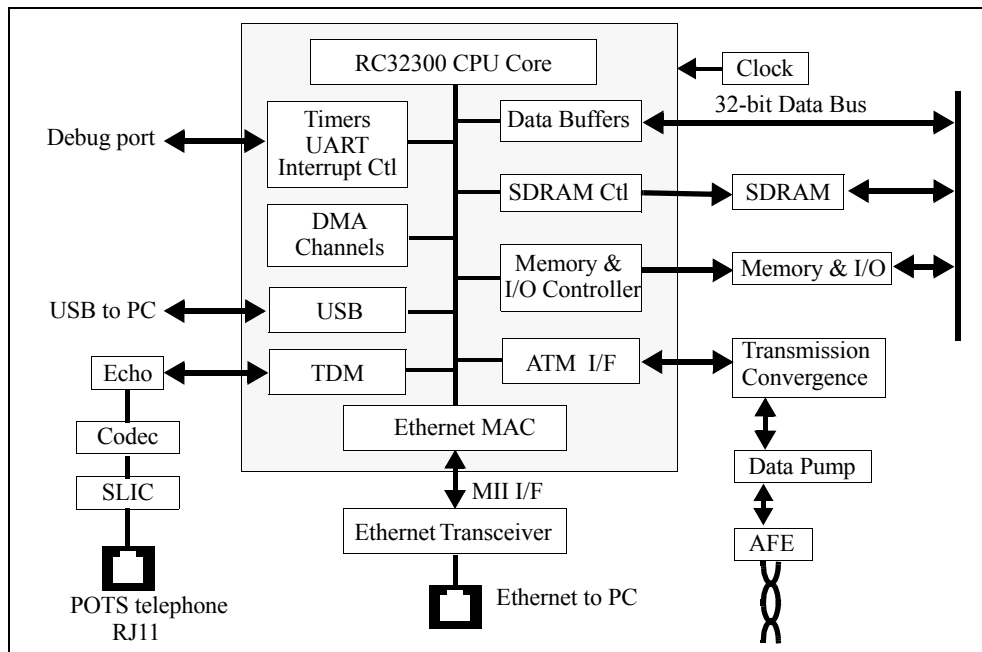 RC32300 CPU Core
Clock
32-bit Data Bus
Debug port
Timers
UART
Interrupt Ctl
Data Buffers
SDRAM Ctl
SDRAM
DMA
Channels
Memory &
I/O Controller
Memory & I/O
USB to PC
USB
Echo
TDM
ATM I/F
Transmission
Convergence
Codec
Ethernet MAC
Data Pump
SLIC
MII I/F
Ethernet Transceiver
AFE
POTS telephone
RJ11
Ethernet to PC